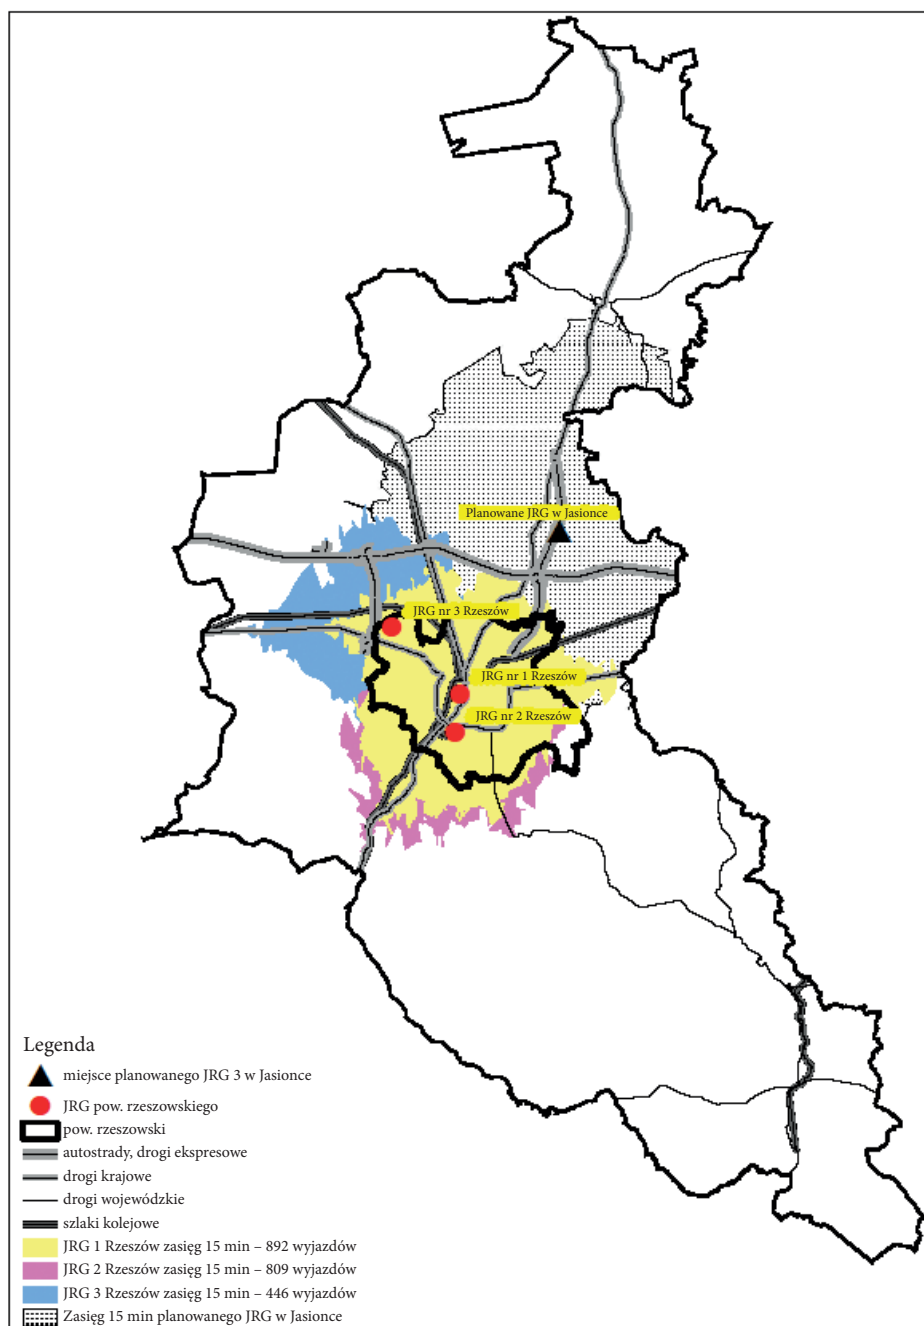 Planowane JRG w Jasionce
JRG nr 3 Rzeszów
JRG nr 1 Rzeszów
JRG nr 2 Rzeszów
Legenda
miejsce planowanego JRG 3 w Jasionce
JRG pow. rzeszowskiego
pow. rzeszowski
autostrady, drogi ekspresowe
drogi krajowe
drogi wojewódzkie
szlaki kolejowe
JRG 1 Rzeszów zasięg 15 min – 892 wyjazdów
JRG 2 Rzeszów zasięg 15 min – 809 wyjazdów
JRG 3 Rzeszów zasięg 15 min – 446 wyjazdów
Zasięg 15 min planowanego JRG w Jasionce